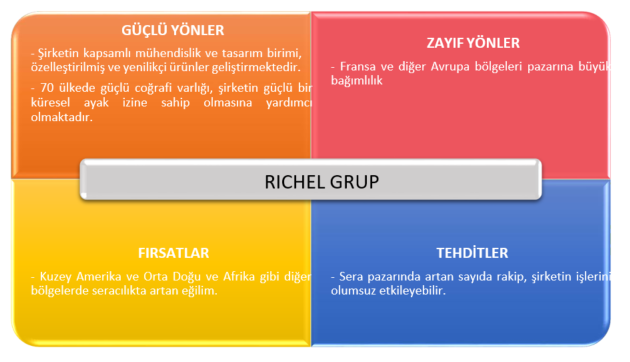 GÜÇLÜ YÖNLER
- Şirketin kapsamlı mühendislik ve tasarım birimi,
özelleştirilmiş ve yenilikçi ürünler geliştirmektedir.
- 70 ülkede güçlü coğrafi varlığı, şirketin güçlü bir
küresel ayak izine sahip olmasına yardımcı
olmaktadır.
ZAYIF YÖNLER
- Fransa ve diğer Avrupa bölgeleri pazarına büyük
bağımlılık
RICHEL GRUP
FIRSATLAR
- Kuzey Amerika ve Orta Doğu ve Afrika gibi diğer
bölgelerde seracılıkta artan eğilim.
TEHDİTLER
- Sera pazarında artan sayıda rakip, şirketin işlerini
olumsuz etkileyebilir.